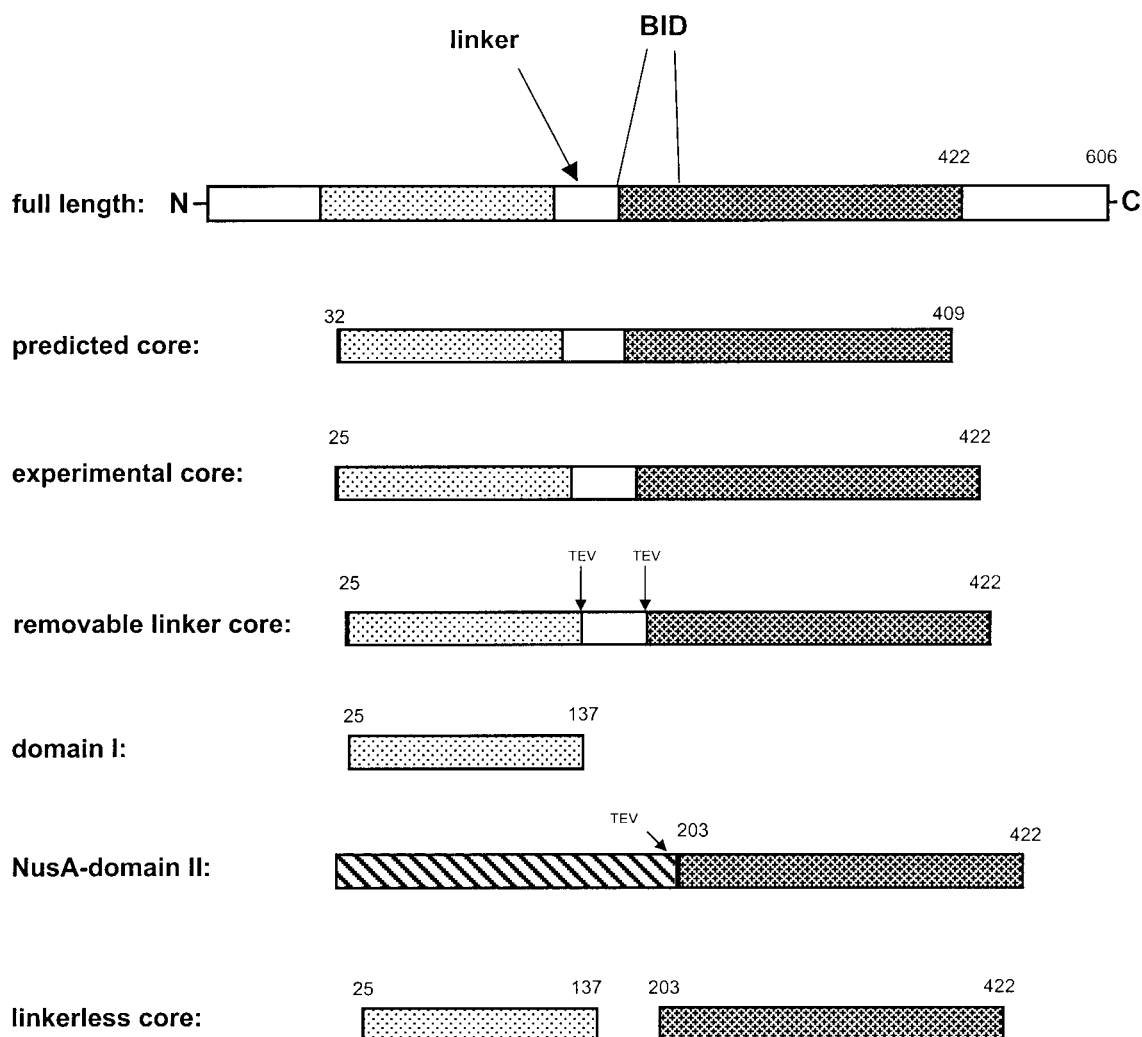 linker BID
422 606
full length: N C
32 409
predicted core:
25 422
experimental core:
TEV TEV
25 422
removable linker core:
25 137
domain I:
TEV 203 422
NusA-domain II:
25 137 203 422
linkerless core: